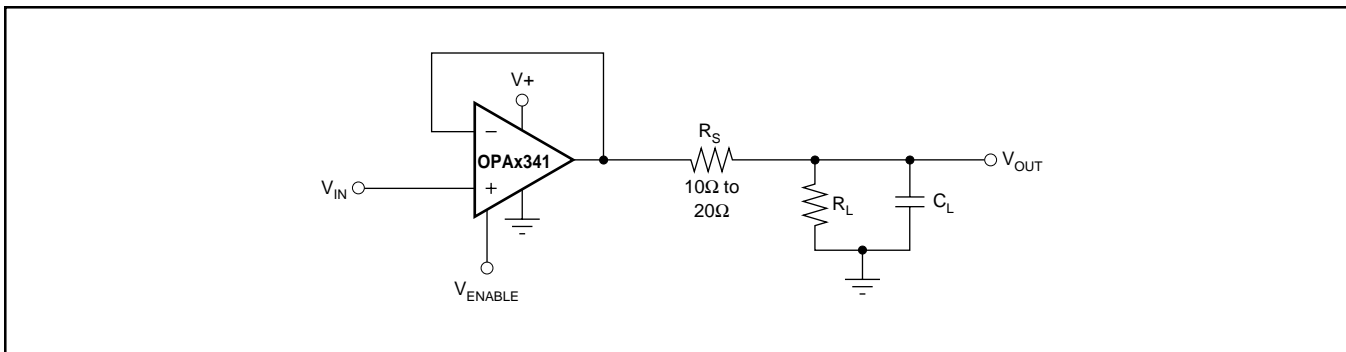 V+
−
OPAx341
+
V_IN
V_ENABLE
R_S
10Ω to
20Ω
R_L
C_L
V_OUT